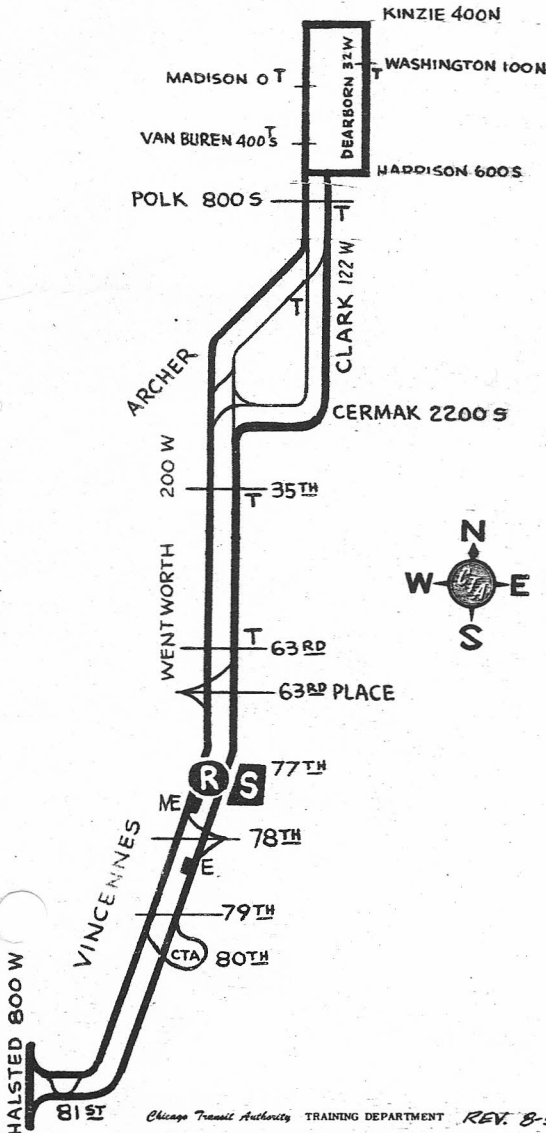 KINZIE 400N
MADISON 0 T
DEARBORN 32W
T WASHINGTON 100N
VAN BUREN 400S T
HARRISON 600S
POLK 800S
T
CLARK 122 W
T
ARCHER
CERMAK 2200S
200 W
35TH
T
N
W CTA E
S
WENTWORTH
T
63RD
63RD PLACE
R S 77TH
ME
78TH
E
VINCENNES
79TH
CTA 80TH
HALSTED 800 W
81ST
Chicago Transit Authority TRAINING DEPARTMENT REV. 8-